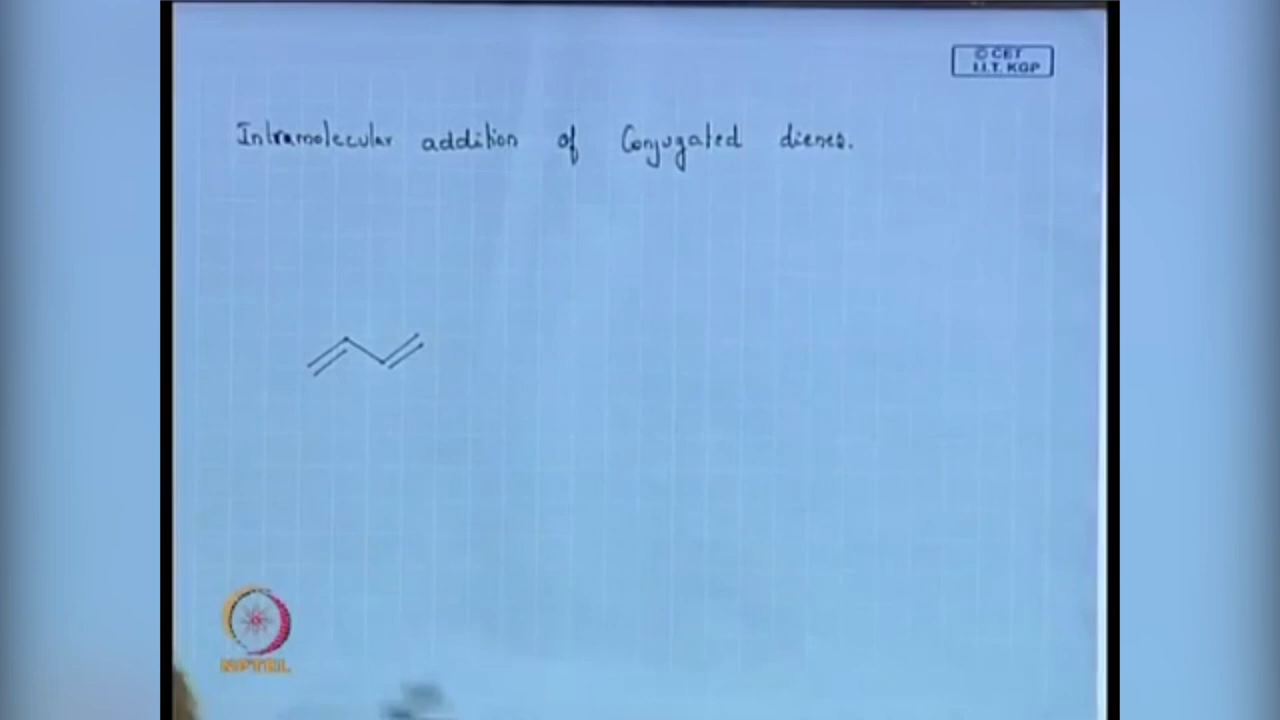 © CET
I.I.T. KGP
Intramolecular addition of Conjugated dienes.
NPTEL